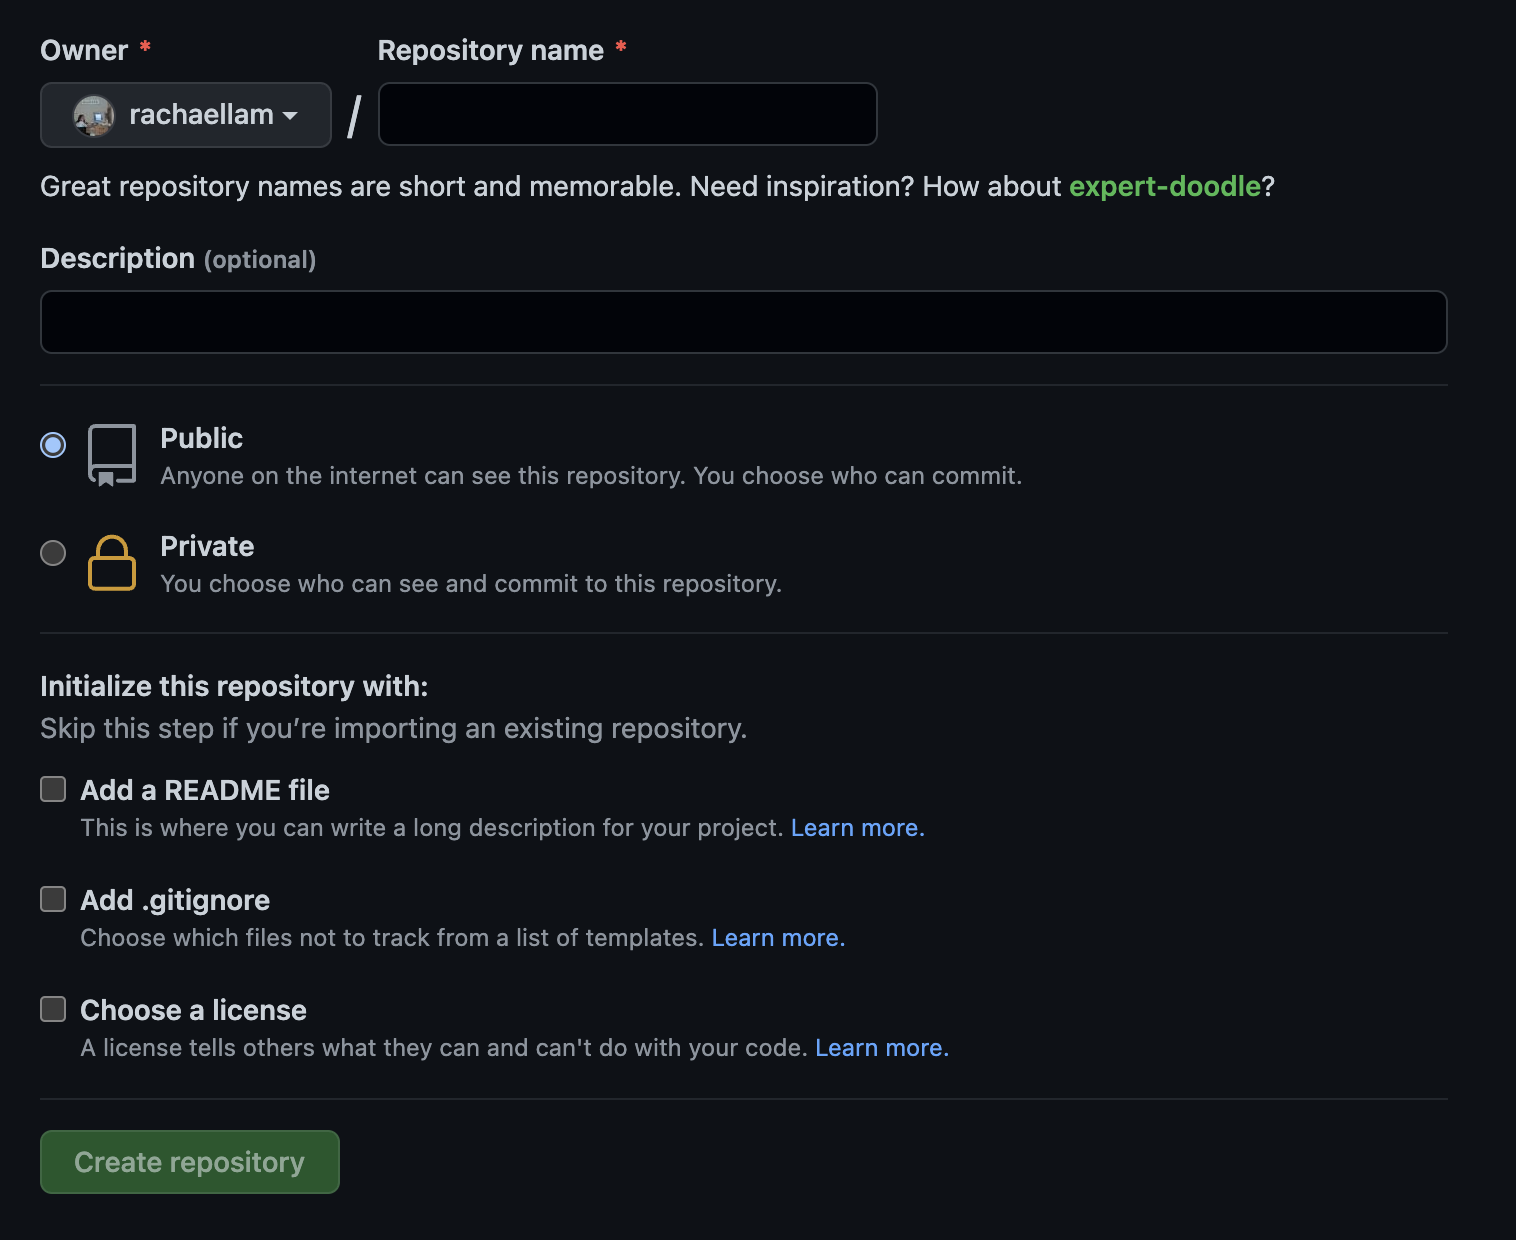 Owner * Repository name *
rachaellam / 
Great repository names are short and memorable. Need inspiration? How about expert-doodle?
Description (optional)
Public
Anyone on the internet can see this repository. You choose who can commit.
Private
You choose who can see and commit to this repository.
Initialize this repository with:
Skip this step if you’re importing an existing repository.
Add a README file
This is where you can write a long description for your project. Learn more.
Add .gitignore
Choose which files not to track from a list of templates. Learn more.
Choose a license
A license tells others what they can and can't do with your code. Learn more.
Create repository